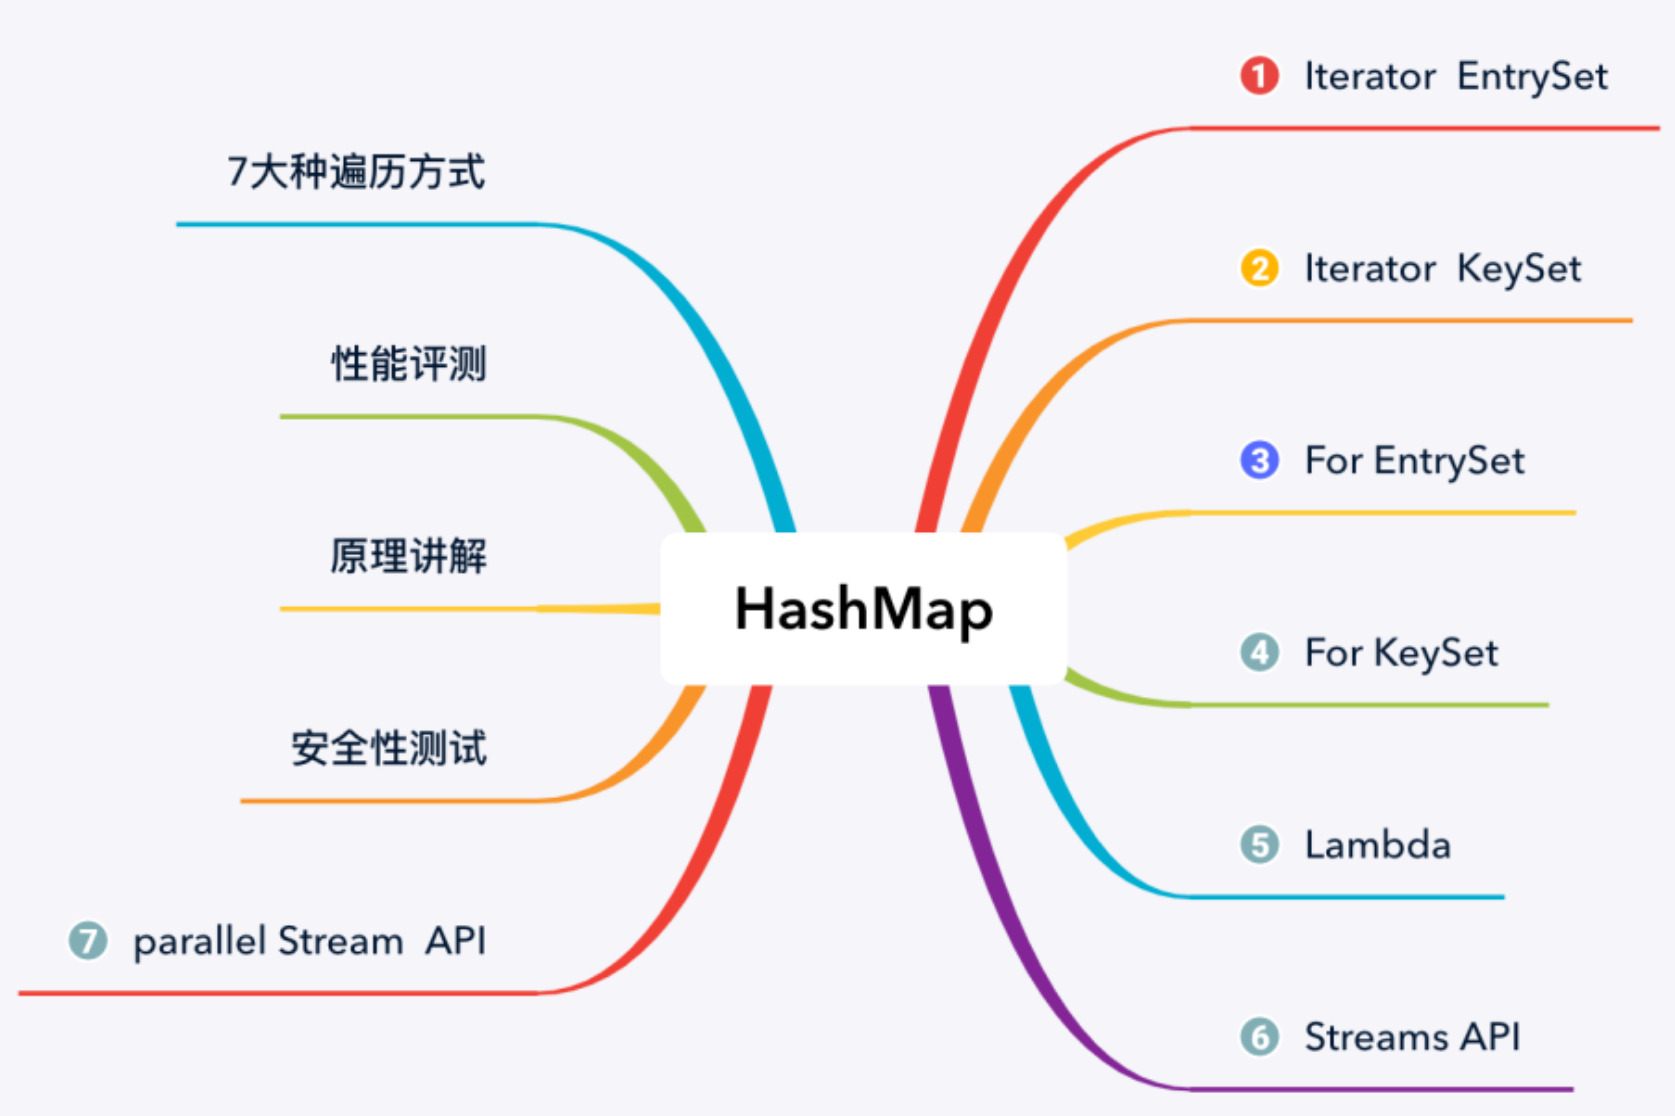 HashMap
① Iterator EntrySet
② Iterator KeySet
③ For EntrySet
④ For KeySet
⑤ Lambda
⑥ Streams API
⑦ parallel Stream API
7大种遍历方式
性能评测
原理讲解
安全性测试